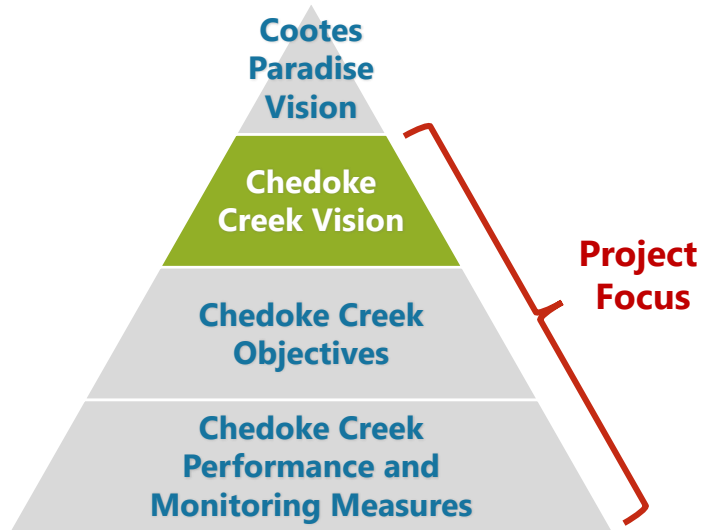 Cootes
Paradise
Vision
Chedoke
Creek Vision
Project
Focus
Chedoke Creek
Objectives
Chedoke Creek
Performance and
Monitoring Measures